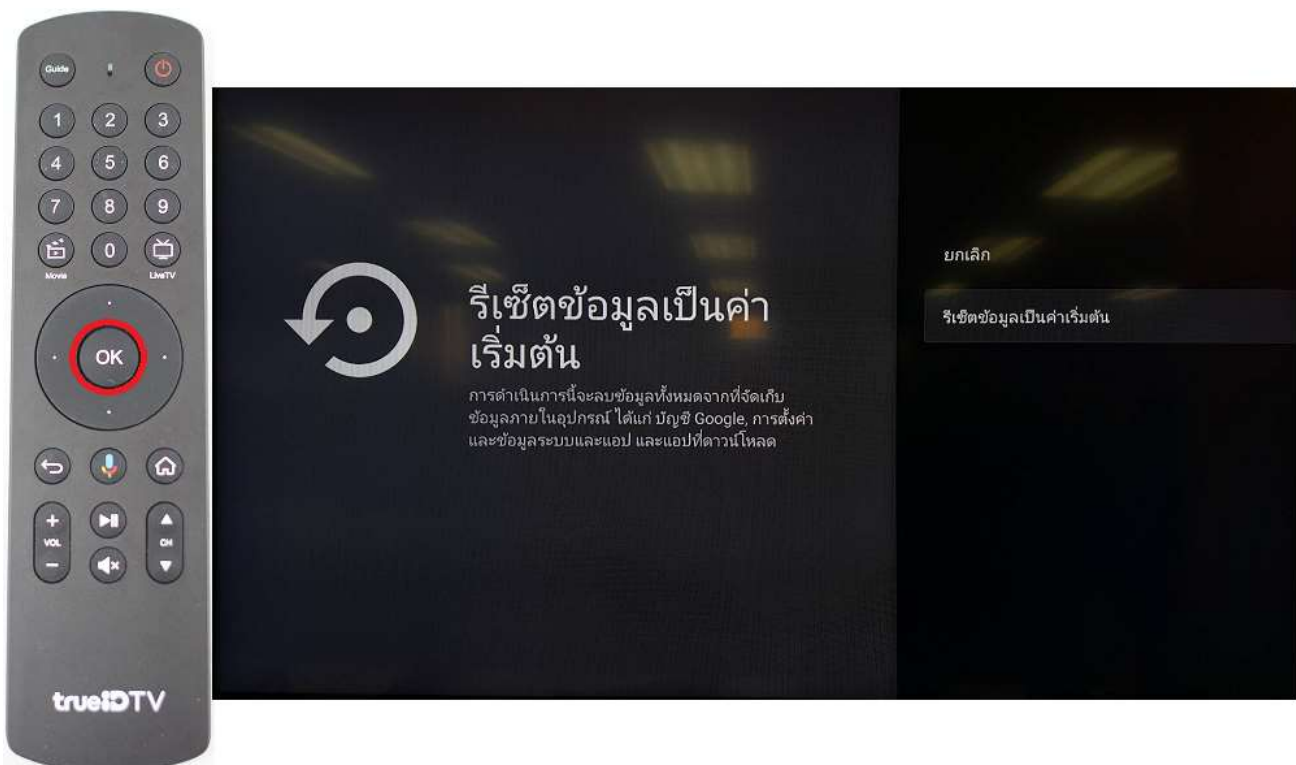 Guide
1 2 3
4 5 6
7 8 9
0
Movie LiveTV
OK
+
VOL CH
-
trueIDTV
รีเซ็ตข้อมูลเป็นค่า
เริ่มต้น
การดำเนินการนี้จะลบข้อมูลทั้งหมดจากที่จัดเก็บ
ข้อมูลภายในอุปกรณ์ ได้แก่ บัญชี Google, การตั้งค่า
และข้อมูลระบบและแอป และแอปที่ดาวน์โหลด
ยกเลิก
รีเซ็ตข้อมูลเป็นค่าเริ่มต้น